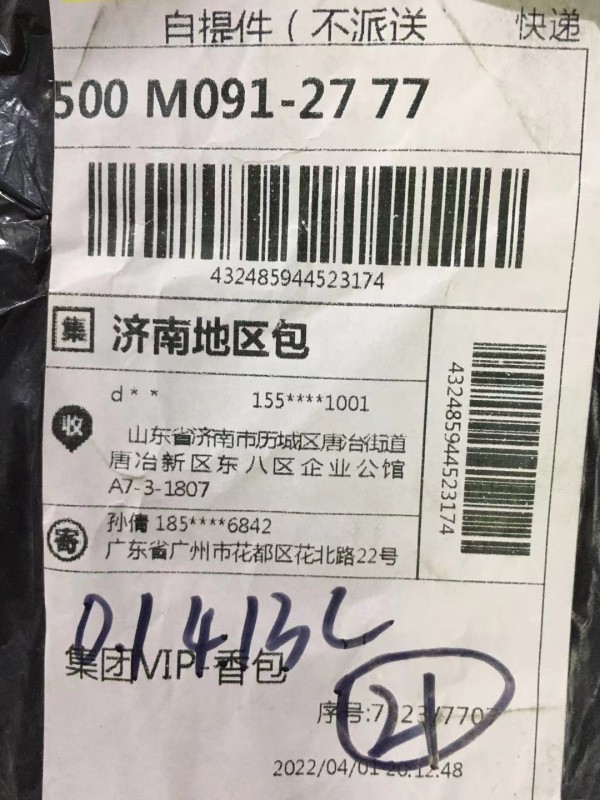 自提件（不派送
快递
500 M091-27 77
432485944523174
集 济南地区包
432485944523174
d* * 155****1001
收
山东省济南市历城区唐冶街道
唐冶新区东八区企业公馆
A7-3-1807
寄
孙倩 185****6842
广东省广州市花都区花北路22号
集团VIP-香包
21
序号:
2022/04/01 20:12:48